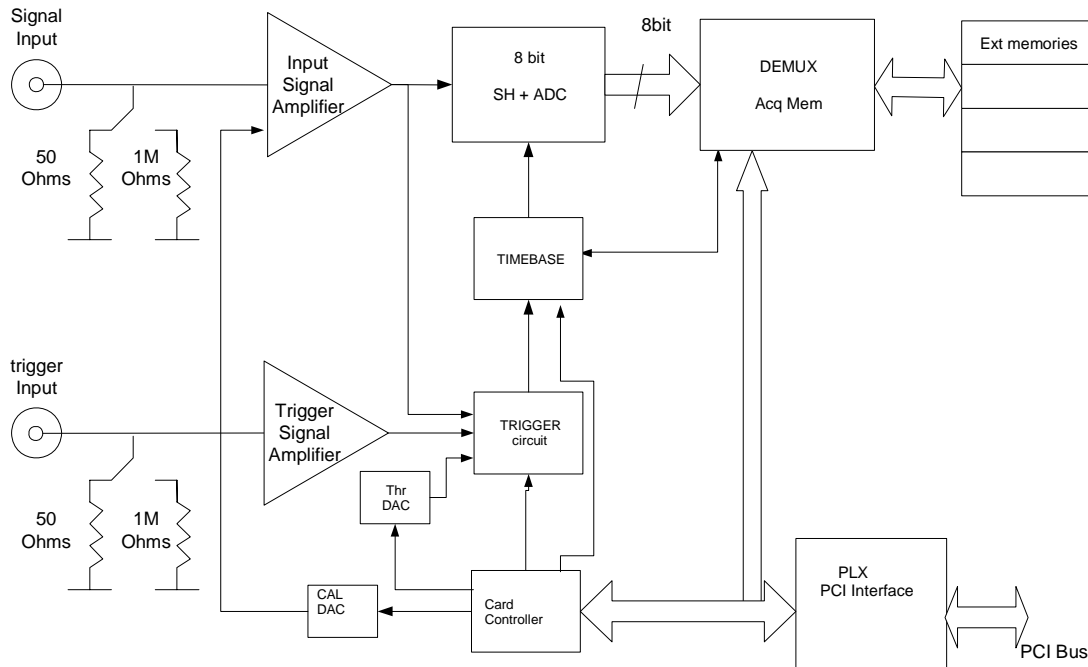 Signal
Input
Input
Signal
Amplifier
8 bit
SH + ADC
8bit
DEMUX
Acq Mem
Ext memories
50
Ohms
1M
Ohms
TIMEBASE
trigger
Input
Trigger
Signal
Amplifier
TRIGGER
circuit
Thr
DAC
50
Ohms
1M
Ohms
CAL
DAC
Card
Controller
PLX
PCI Interface
PCI Bus